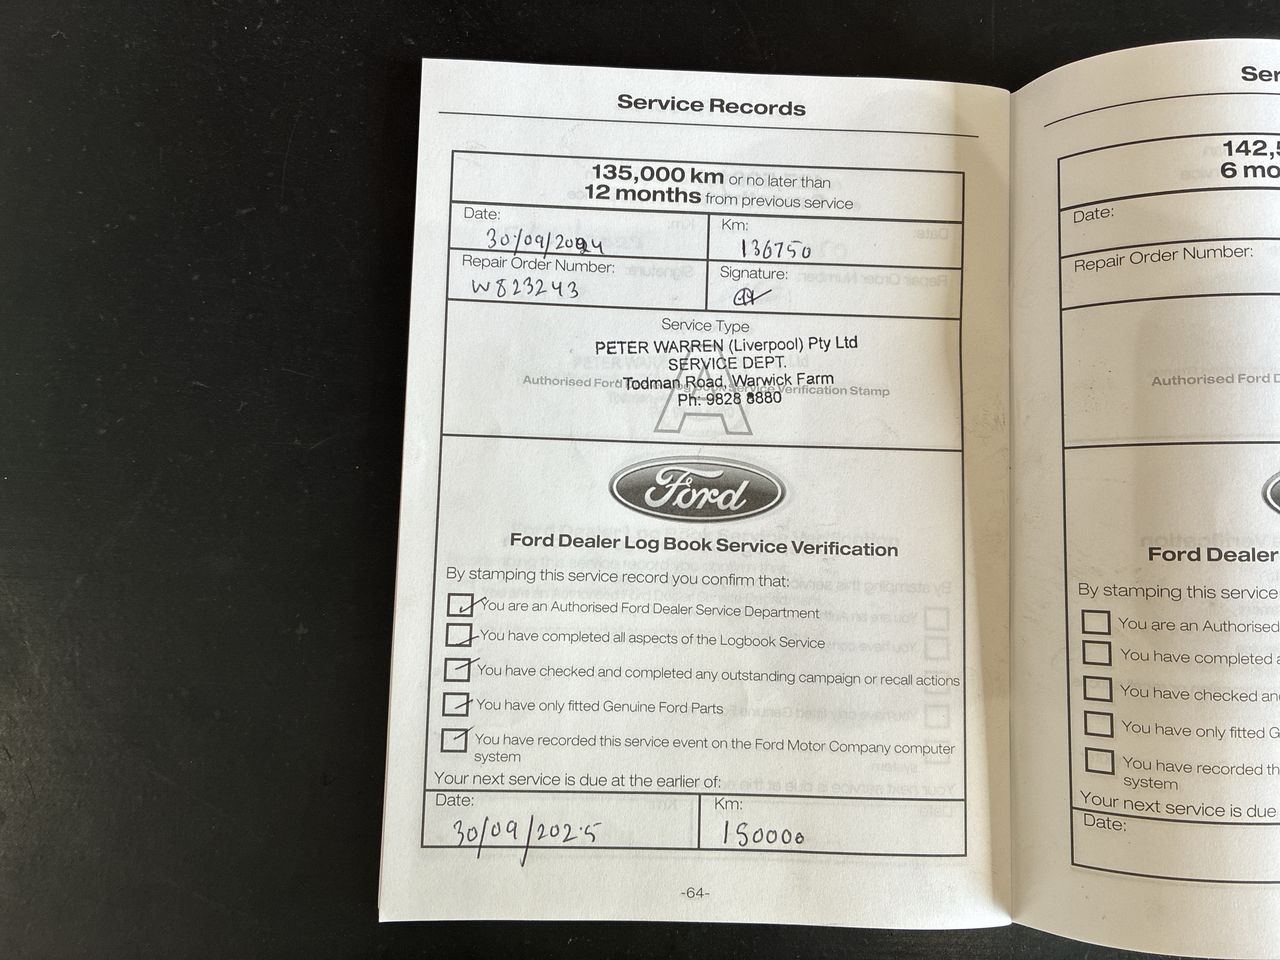 Service Records
135,000 km or no later than
12 months from previous service
Date:
30/09/2024
Km:
136750
Repair Order Number:
W823243
Signature:
Service Type
PETER WARREN (Liverpool) Pty Ltd
SERVICE DEPT.
Authorised Ford Todman Road, Warwick Farm Service Verification Stamp
Ph: 9828 8880
A
Ford
Ford Dealer Log Book Service Verification
By stamping this service record you confirm that:
You are an Authorised Ford Dealer Service Department
You have completed all aspects of the Logbook Service
You have checked and completed any outstanding campaign or recall actions
You have only fitted Genuine Ford Parts
You have recorded this service event on the Ford Motor Company computer
system
Your next service is due at the earlier of:
Date:
30/09/2025
Km:
150000
-64-
Ser
142,5
6 mo
Date:
Repair Order Number:
Authorised Ford D
Ford Dealer
By stamping this service
You are an Authorised
You have completed a
You have checked an
You have only fitted G
You have recorded th
system
Your next service is due
Date: